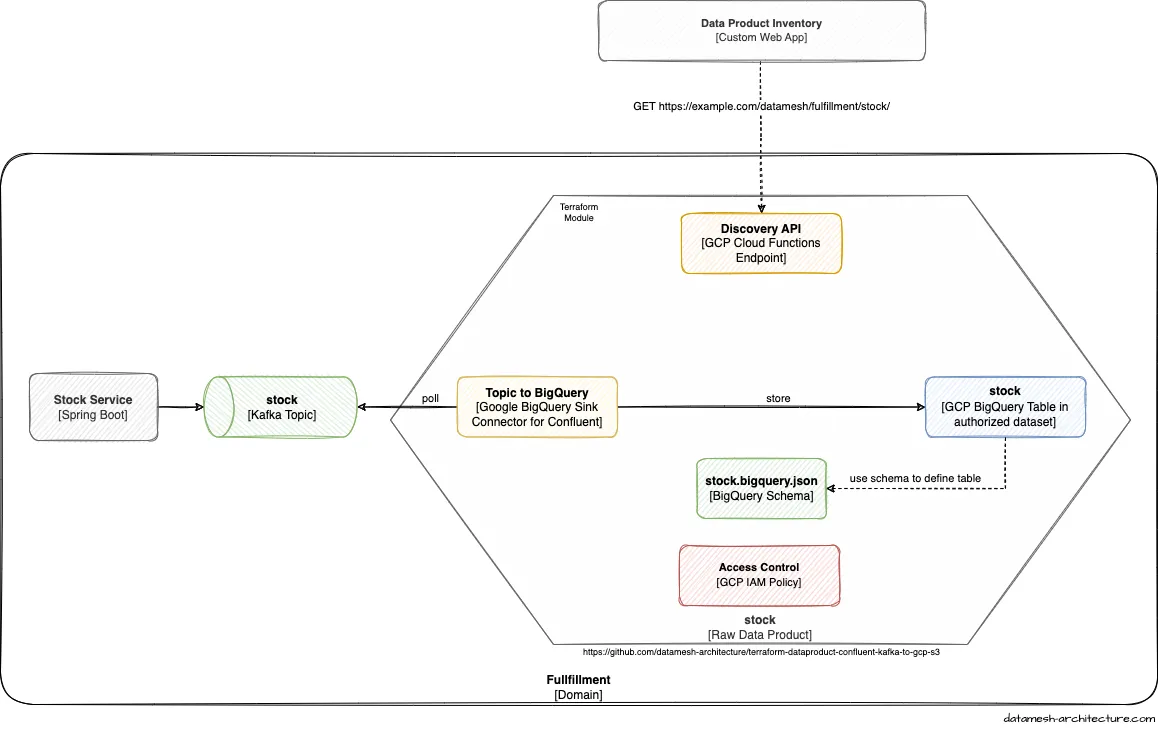 Data Product Inventory
[Custom Web App]
GET https://example.com/datamesh/fulfillment/stock/
Terraform
Module
Discovery API
[GCP Cloud Functions
Endpoint]
Stock Service
[Spring Boot]
stock
[Kafka Topic]
poll
Topic to BigQuery
[Google BigQuery Sink
Connector for Confluent]
store
stock
[GCP BigQuery Table in
authorized dataset]
stock.bigquery.json
[BigQuery Schema]
use schema to define table
Access Control
[GCP IAM Policy]
stock
[Raw Data Product]
https://github.com/datamesh-architecture/terraform-dataproduct-confluent-kafka-to-gcp-s3
Fullfillment
[Domain]
datamesh-architecture.com